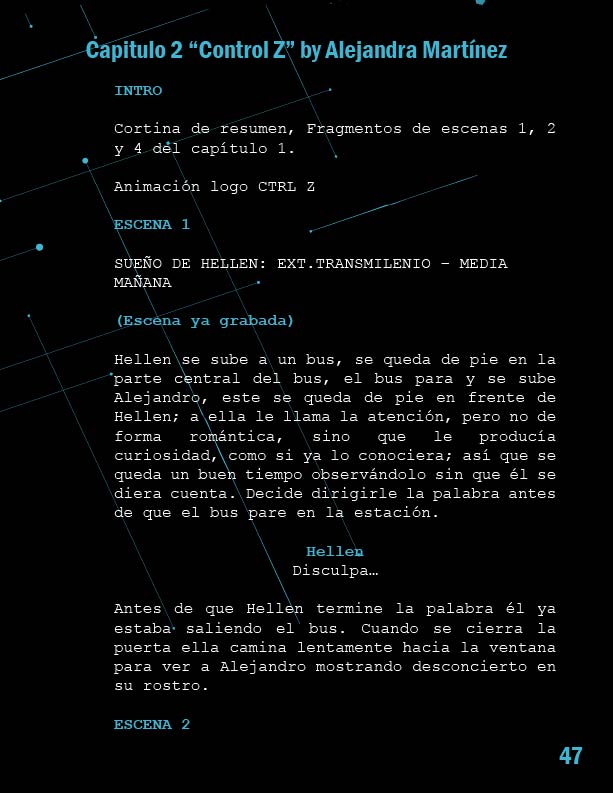 Capitulo 2 “Control Z” by Alejandra Martínez
INTRO
Cortina de resumen, Fragmentos de escenas 1, 2
y 4 del capítulo 1.
Animación logo CTRL Z
ESCENA 1
SUEÑO DE HELLEN: EXT.TRANSMILENIO – MEDIA
MAÑANA
(Escena ya grabada)
Hellen se sube a un bus, se queda de pie en la
parte central del bus, el bus para y se sube
Alejandro, este se queda de pie en frente de
Hellen; a ella le llama la atención, pero no de
forma romántica, sino que le producía
curiosidad, como si ya lo conociera; así que se
queda un buen tiempo observándolo sin que él se
diera cuenta. Decide dirigirle la palabra antes
de que el bus pare en la estación.
Hellen
Disculpa…
Antes de que Hellen termine la palabra él ya
estaba saliendo el bus. Cuando se cierra la
puerta ella camina lentamente hacia la ventana
para ver a Alejandro mostrando desconcierto en
su rostro.
ESCENA 2
47